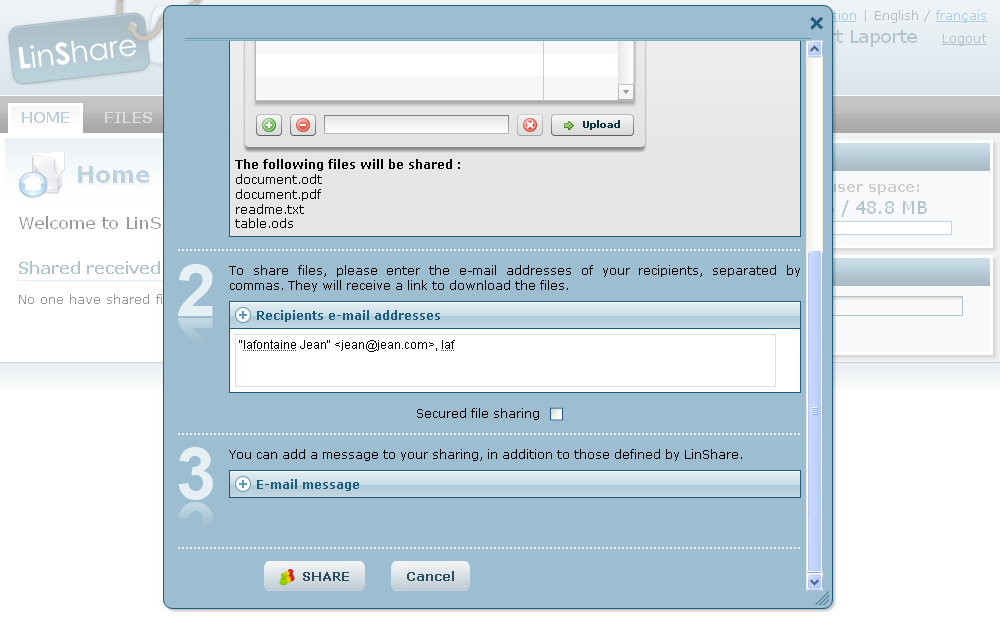 LinShare
tion | English / français
rt Laporte Logout
HOME FILES
Upload
The following files will be shared :
document.odt
document.pdf
readme.txt
table.ods
Home
user space:
/ 48.8 MB
Welcome to LinS
Shared received
No one have shared fi
2
To share files, please enter the e-mail addresses of your recipients, separated by
commas. They will receive a link to download the files.
Recipients e-mail addresses
"lafontaine Jean" <jean@jean.com>, laf
Secured file sharing
3
You can add a message to your sharing, in addition to those defined by LinShare.
E-mail message
SHARE Cancel